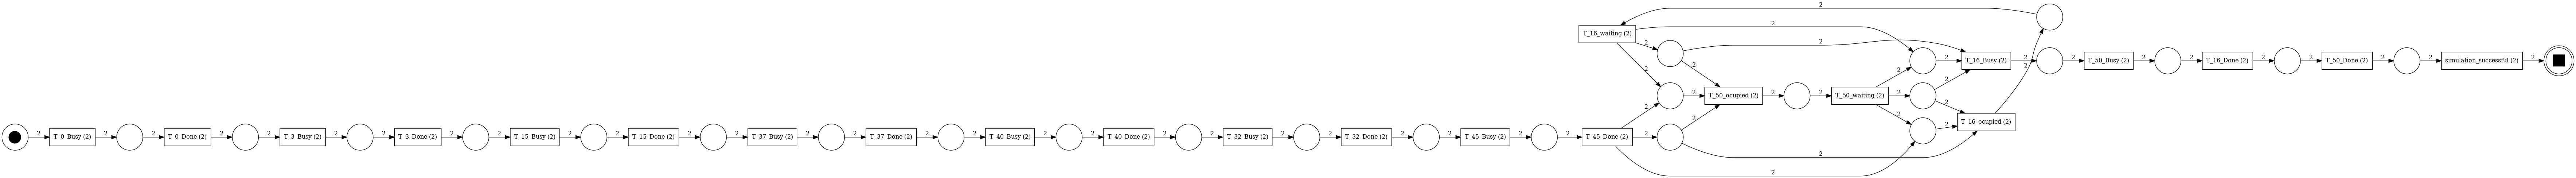 2
2
2
T_16_waiting (2)
2
2
2
T_16_Busy (2)
2
T_50_Busy (2)
2
2
T_16_Done (2)
2
2
T_50_Done (2)
2
2
simulation_successful (2)
2
2
2
2
2
2
2
2
T_50_ocupied (2)
2
2
T_50_waiting (2)
2
2
2
2
2
T_16_ocupied (2)
2
2
T_0_Busy (2)
2
2
T_0_Done (2)
2
2
T_3_Busy (2)
2
2
T_3_Done (2)
2
2
T_15_Busy (2)
2
2
T_15_Done (2)
2
2
T_37_Busy (2)
2
2
T_37_Done (2)
2
2
T_40_Busy (2)
2
2
T_40_Done (2)
2
2
T_32_Busy (2)
2
2
T_32_Done (2)
2
2
T_45_Busy (2)
2
2
T_45_Done (2)
2
2
2